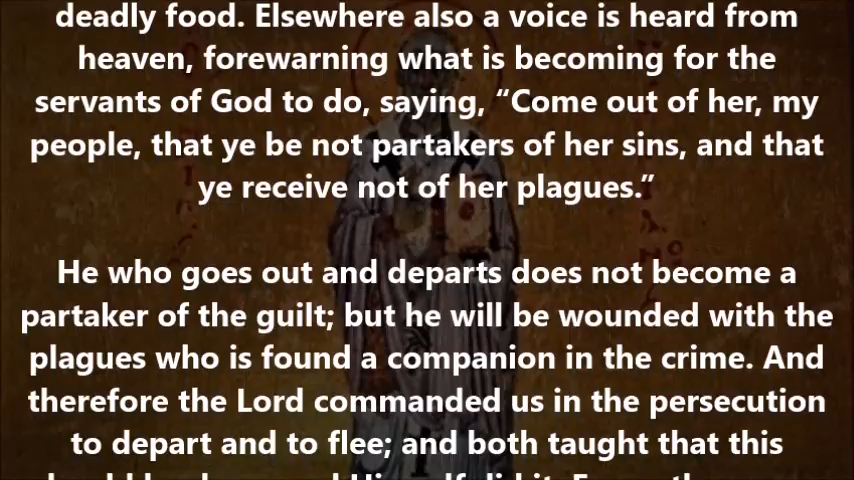 deadly food. Elsewhere also a voice is heard from
heaven, forewarning what is becoming for the
servants of God to do, saying, “Come out of her, my
people, that ye be not partakers of her sins, and that
ye receive not of her plagues.”
He who goes out and departs does not become a
partaker of the guilt; but he will be wounded with the
plagues who is found a companion in the crime. And
therefore the Lord commanded us in the persecution
to depart and to flee; and both taught that this